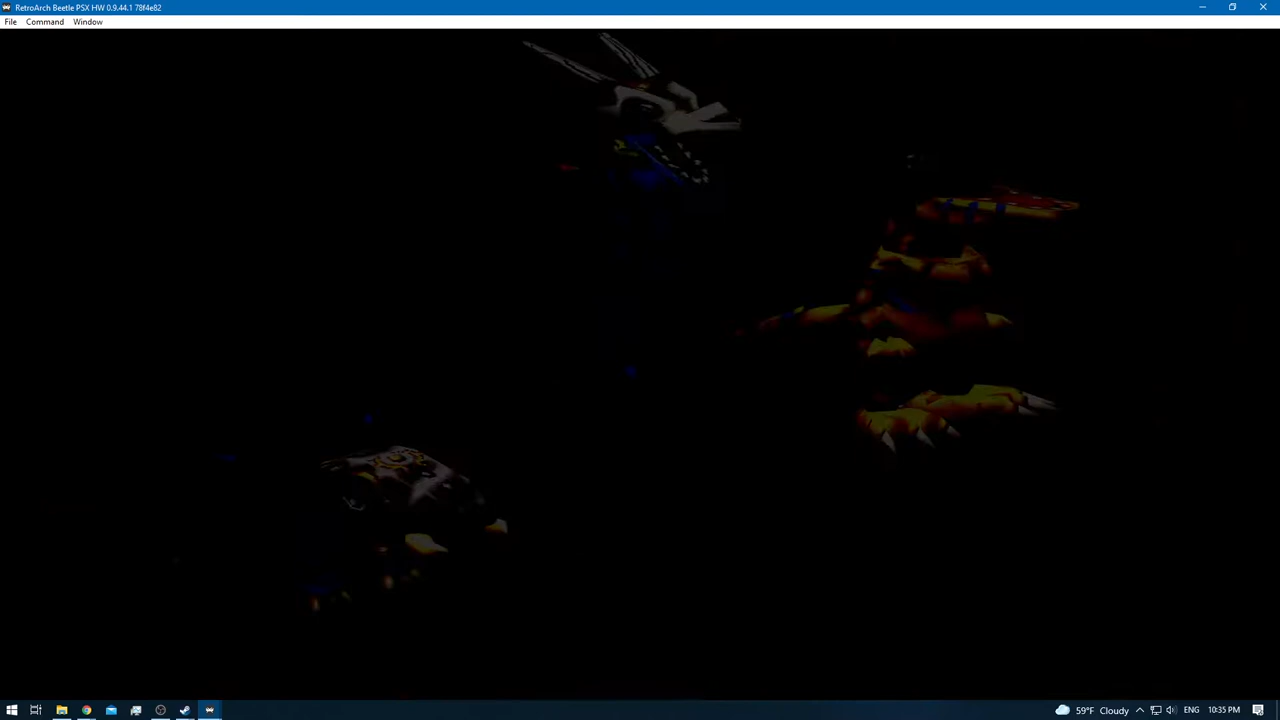 RetroArch Beetle PSX HW 0.9.44.1 78f4e82
File Command Window
59°F Cloudy ENG 10:35 PM